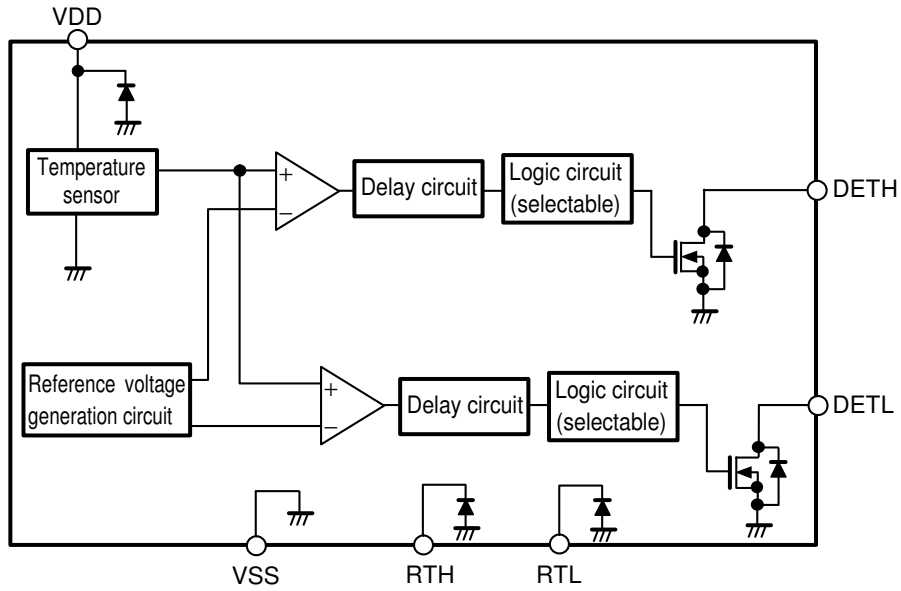 VDD
Temperature
sensor
+
−
Delay circuit
Logic circuit
(selectable)
DETH
Reference voltage
generation circuit
+
−
Delay circuit
Logic circuit
(selectable)
DETL
VSS
RTH
RTL